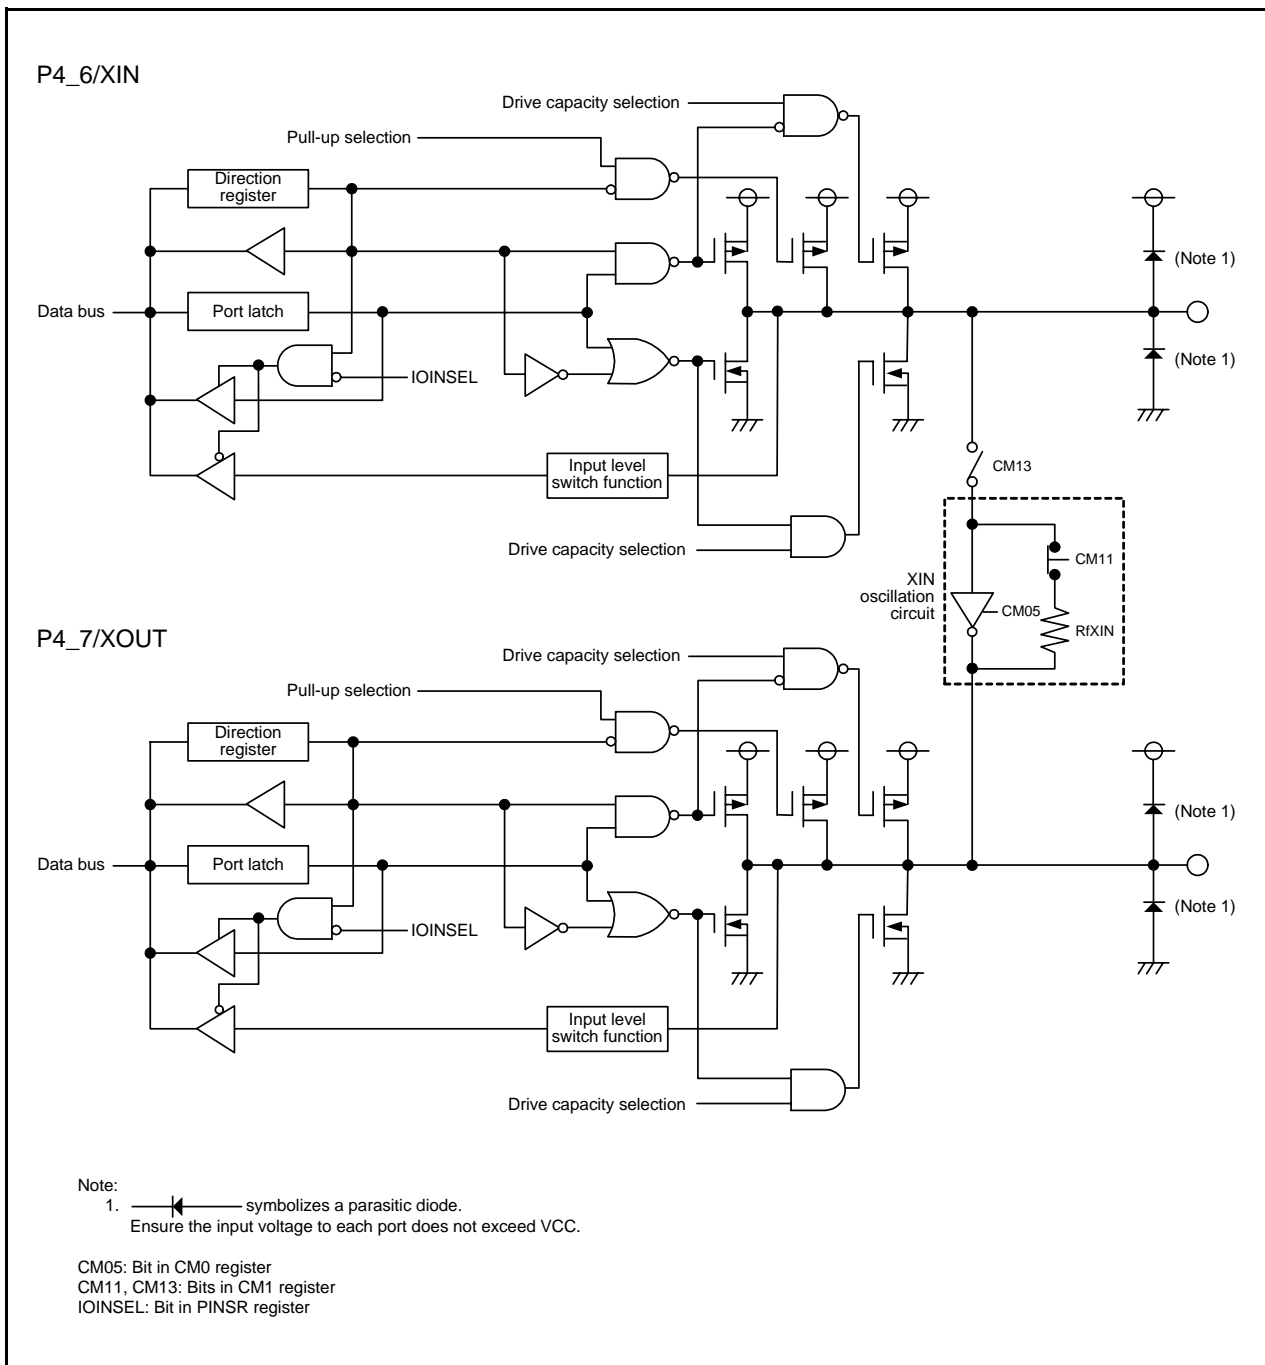 P4_6/XIN
Drive capacity selection
Pull-up selection
Direction
register
(Note 1)
Data bus
Port latch
IOINSEL
(Note 1)
Input level
switch function
CM13
Drive capacity selection
CM11
XIN
oscillation
circuit
CM05
RfXIN
P4_7/XOUT
Drive capacity selection
Pull-up selection
Direction
register
(Note 1)
Data bus
Port latch
IOINSEL
(Note 1)
Input level
switch function
Drive capacity selection
Note:
1. symbolizes a parasitic diode.
Ensure the input voltage to each port does not exceed VCC.
CM05: Bit in CM0 register
CM11, CM13: Bits in CM1 register
IOINSEL: Bit in PINSR register